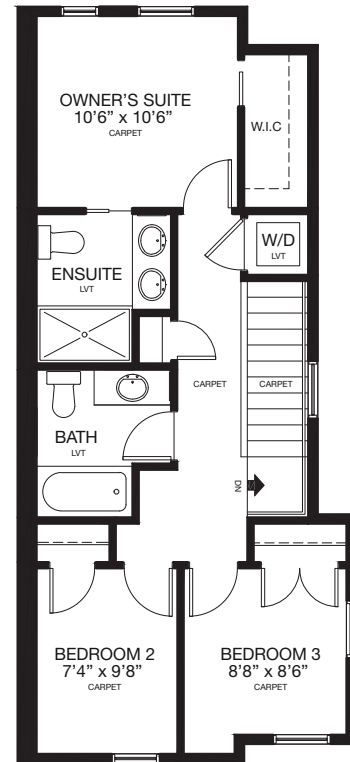 OWNER'S SUITE
10'6" x 10'6"
CARPET
W.I.C
W/D
LVT
ENSUITE
LVT
CARPET
CARPET
BATH
LVT
DN
BEDROOM 2
7'4" x 9'8"
CARPET
BEDROOM 3
8'8" x 8'6"
CARPET